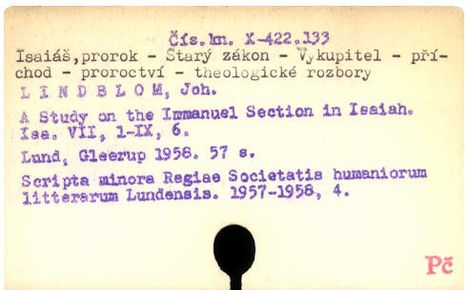 Čís.kn. X-422.133
Isaiáš,prorok - Starý zákon - Vykupitel - pří-
chod - proroctví - theologické rozbory
L I N D B L O M, Joh.
A Study on the Immanuel Section in Isaiah.
Isa. VII, 1-IX, 6.
Lund, Gleerup 1958. 57 s.
Scripta minora Regiae Societatis humaniorum
litterarum Lundensis. 1957-1958, 4.
Pč